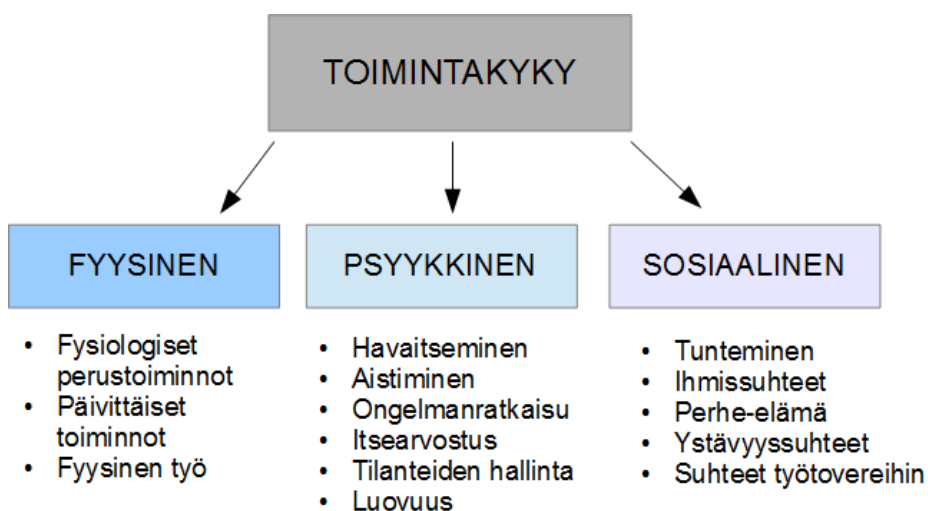 TOIMINTAKYKY
FYYSINEN
• Fysiologiset
perustoiminnot
• Päivittäiset
toiminnot
• Fyysinen työ
PSYYKKINEN
• Havaitseminen
• Aistiminen
• Ongelmanratkaisu
• Itsearvostus
• Tilanteiden hallinta
• Luovuus
SOSIAALINEN
• Tunteminen
• Ihmissuhteet
• Perhe-elämä
• Ystävyyssuhteet
• Suhteet työtovereihin